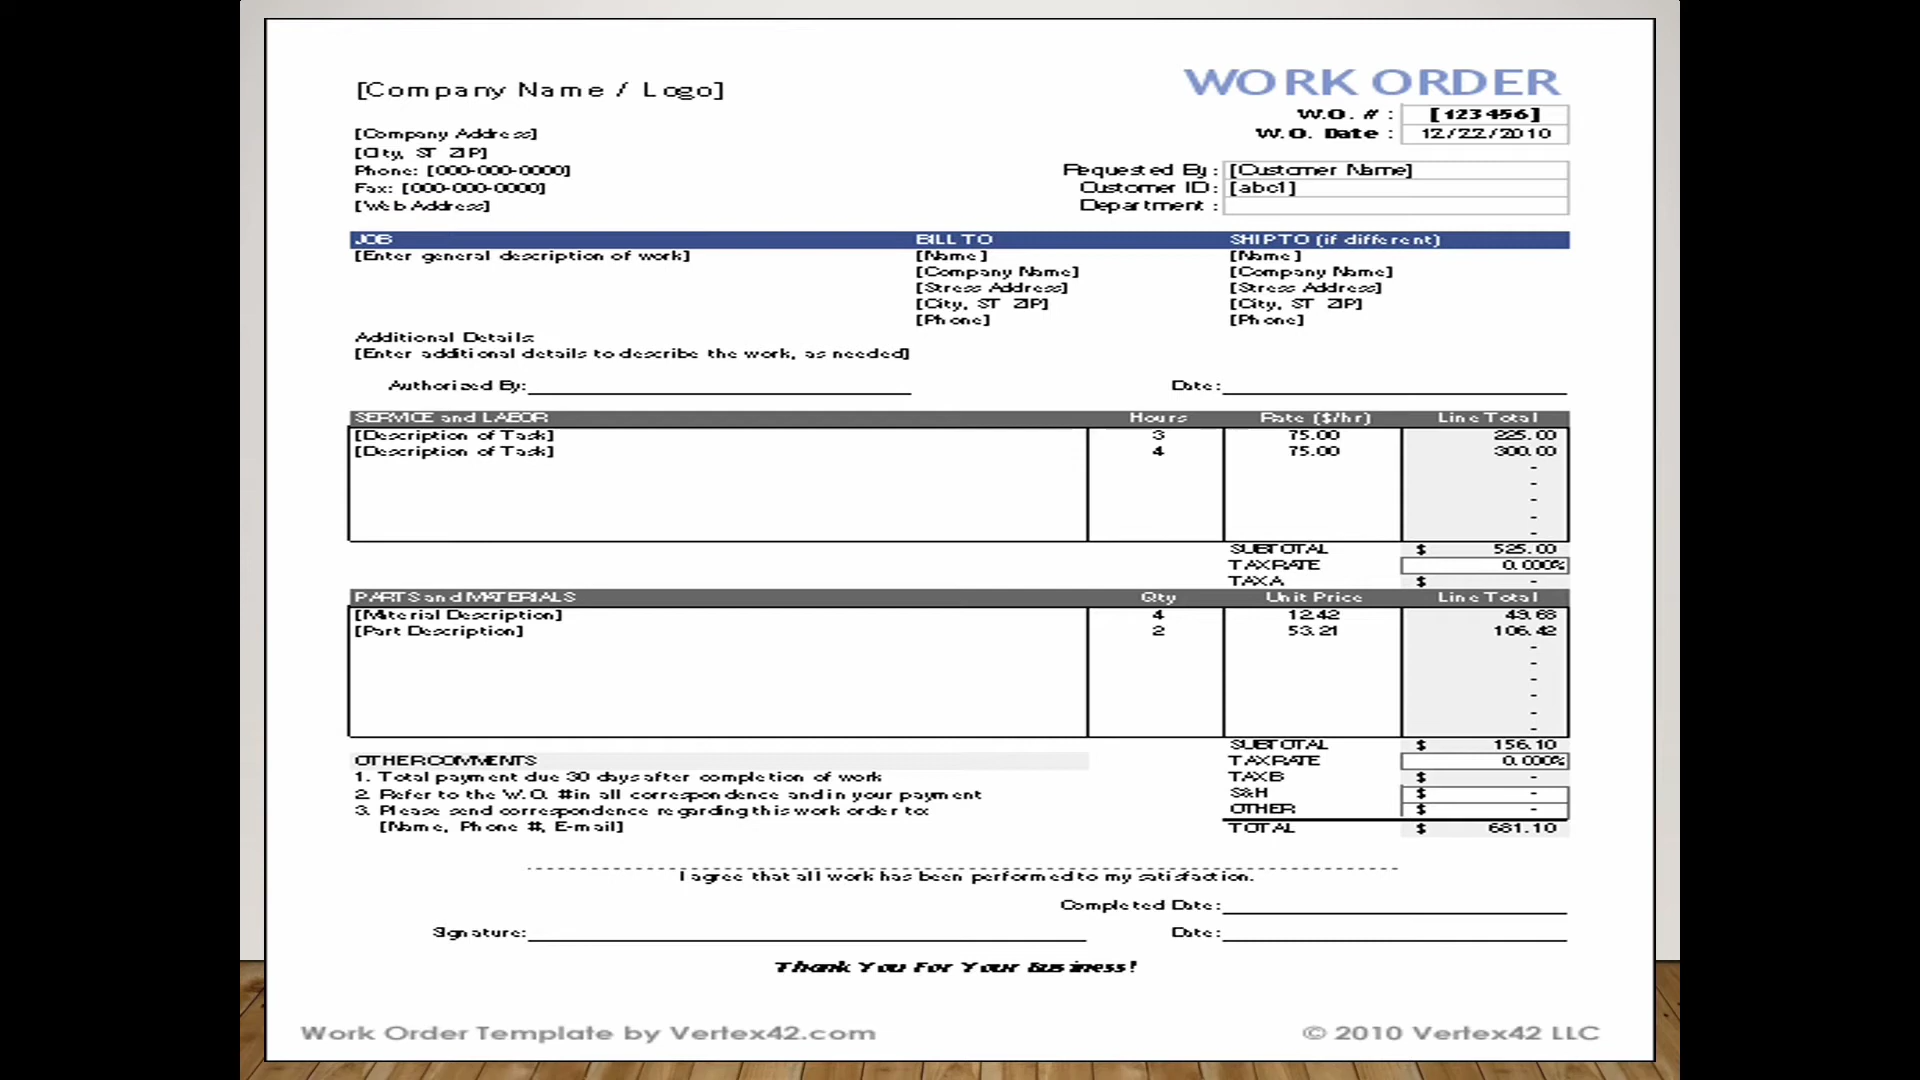 [Company Name / Logo]
WORK ORDER
W.O. # : [123456]
W.O. Date : 12/22/2010
[Company Address]
[City, ST ZIP]
Phone: [000-000-0000]
Fax: [000-000-0000]
[Web Address]
Requested By : [Customer Name]
Customer ID : [abc1]
Department :
JOB BILL TO SHIP TO (if different)
[Enter general description of work] [Name] [Name]
[Company Name] [Company Name]
[Stress Address] [Stress Address]
[City, ST ZIP] [City, ST ZIP]
[Phone] [Phone]
Additional Details:
[Enter additional details to describe the work, as needed]
Authorized By: Date:
SERVICE and LABOR Hours Rate ($/hr) Line Total
[Description of Task] 3 75.00 225.00
[Description of Task] 4 75.00 300.00
-
-
-
-
-
SUBTOTAL $ 525.00
TAX RATE 0.000%
TAX A $ -
PARTS and MATERIALS Qty Unit Price Line Total
[Material Description] 4 12.42 49.68
[Part Description] 2 53.21 106.42
-
-
-
-
-
-
SUBTOTAL $ 156.10
OTHER COMMENTS TAX RATE 0.000%
1. Total payment due 30 days after completion of work TAX B $ -
2. Refer to the W.O. # in all correspondence and in your payment S&H $ -
3. Please send correspondence regarding this work order to: OTHER $ -
[Name, Phone #, E-mail] TOTAL $ 681.10
I agree that all work has been performed to my satisfaction.
Completed Date:
Signature: Date:
Thank You For Your Business!
Work Order Template by Vertex42.com © 2010 Vertex42 LLC